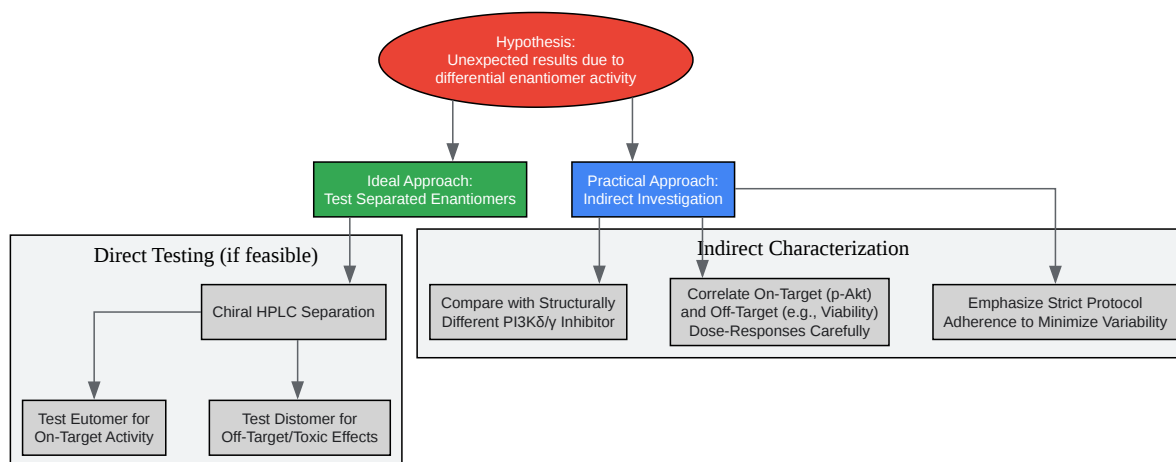 Hypothesis:
Unexpected results due to
differential enantiomer activity
Ideal Approach:
Test Separated Enantiomers
Practical Approach:
Indirect Investigation
Direct Testing (if feasible)
Chiral HPLC Separation
Test Eutomer for
On-Target Activity
Test Distomer for
Off-Target/Toxic Effects
Indirect Characterization
Compare with Structurally
Different PI3Kδ/γ Inhibitor
Correlate On-Target (p-Akt)
and Off-Target (e.g., Viability)
Dose-Responses Carefully
Emphasize Strict Protocol
Adherence to Minimize Variability